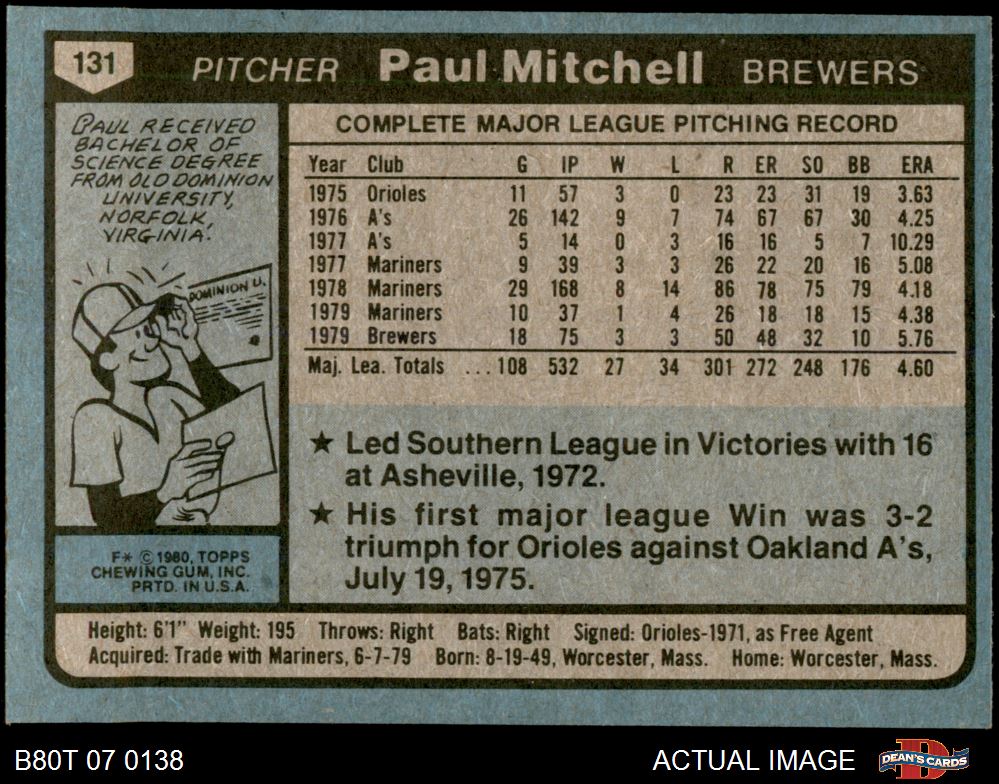 131 PITCHER Paul Mitchell BREWERS
PAUL RECEIVED
BACHELOR OF
SCIENCE DEGREE
FROM OLD DOMINION
UNIVERSITY,
NORFOLK,
VIRGINIA.
DOMINION U.
F* © 1980, TOPPS
CHEWING GUM, INC.
PRTD. IN U.S.A.
COMPLETE MAJOR LEAGUE PITCHING RECORD
Year Club G IP W L R ER SO BB ERA
1975 Orioles 11 57 3 0 23 23 31 19 3.63
1976 A's 26 142 9 7 74 67 67 30 4.25
1977 A's 5 14 0 3 16 16 5 7 10.29
1977 Mariners 9 39 3 3 26 22 20 16 5.08
1978 Mariners 29 168 8 14 86 78 75 79 4.18
1979 Mariners 10 37 1 4 26 18 18 15 4.38
1979 Brewers 18 75 3 3 50 48 32 10 5.76
Maj. Lea. Totals ... 108 532 27 34 301 272 248 176 4.60
★ Led Southern League in Victories with 16
at Asheville, 1972.
★ His first major league Win was 3-2
triumph for Orioles against Oakland A's,
July 19, 1975.
Height: 6'1" Weight: 195 Throws: Right Bats: Right Signed: Orioles-1971, as Free Agent
Acquired: Trade with Mariners, 6-7-79 Born: 8-19-49, Worcester, Mass. Home: Worcester, Mass.
B80T 07 0138 ACTUAL IMAGE DEAN'S CARDS